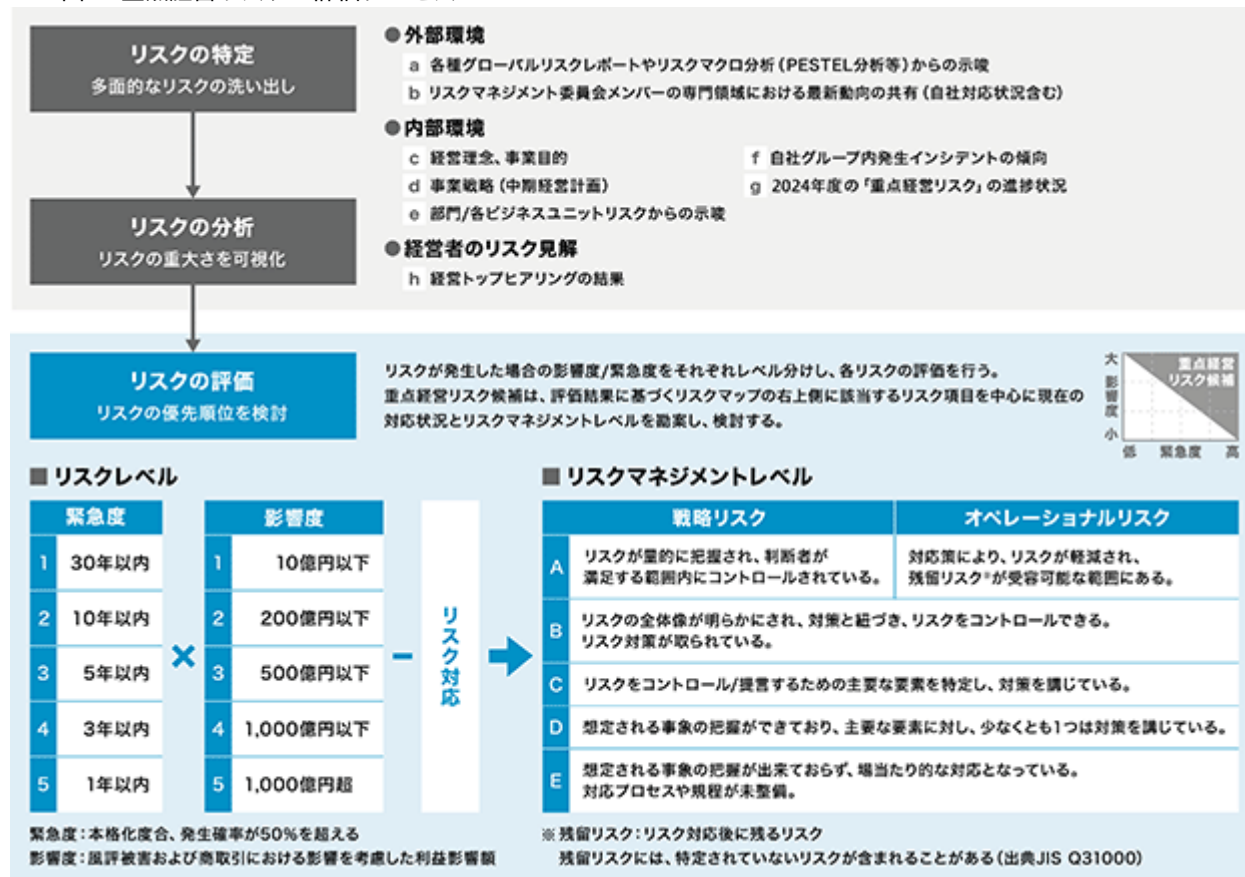 リスクの特定
多面的なリスクの洗い出し
●外部環境
a 各種グローバルリスクレポートやリスクマクロ分析（PESTEL分析等）からの示唆
b リスクマネジメント委員会メンバーの専門領域における最新動向の共有（自社対応状況含む）
●内部環境
c 経営理念、事業目的
d 事業戦略（中期経営計画）
e 部門/各ビジネスユニットリスクからの示唆
f 自社グループ内発生インシデントの傾向
g 2024年度の「重点経営リスク」の進捗状況
リスクの分析
リスクの重大さを可視化
●経営者のリスク見解
h 経営トップヒアリングの結果
リスクの評価
リスクの優先順位を検討
リスクが発生した場合の影響度/緊急度をそれぞれレベル分けし、各リスクの評価を行う。
重点経営リスク候補は、評価結果に基づくリスクマップの右上側に該当するリスク項目を中心に現在の
対応状況とリスクマネジメントレベルを勘案し、検討する。
重点経営
リスク候補
大
影響度
小
低 緊急度 高
■ リスクレベル
緊急度
1 30年以内
2 10年以内
3 5年以内
4 3年以内
5 1年以内
×
影響度
1 10億円以下
2 200億円以下
3 500億円以下
4 1,000億円以下
5 1,000億円超
－
リスク対応
■ リスクマネジメントレベル
戦略リスク
オペレーショナルリスク
A
リスクが量的に把握され、判断者が
満足する範囲内にコントロールされている。
対応策により、リスクが軽減され、
残留リスク※が受容可能な範囲にある。
B
リスクの全体像が明らかにされ、対策と紐づき、リスクをコントロールできる。
リスク対策が取られている。
C リスクをコントロール/提言するための主要な要素を特定し、対策を講じている。
D 想定される事象の把握ができており、主要な要素に対し、少なくとも1つは対策を講じている。
E
想定される事象の把握が出来ておらず、場当たり的な対応となっている。
対応プロセスや規程が未整備。
緊急度：本格化度合、発生確率が50％を超える
影響度：風評被害および商取引における影響を考慮した利益影響額
※残留リスク：リスク対応後に残るリスク
残留リスクには、特定されていないリスクが含まれることがある（出典JIS Q31000）